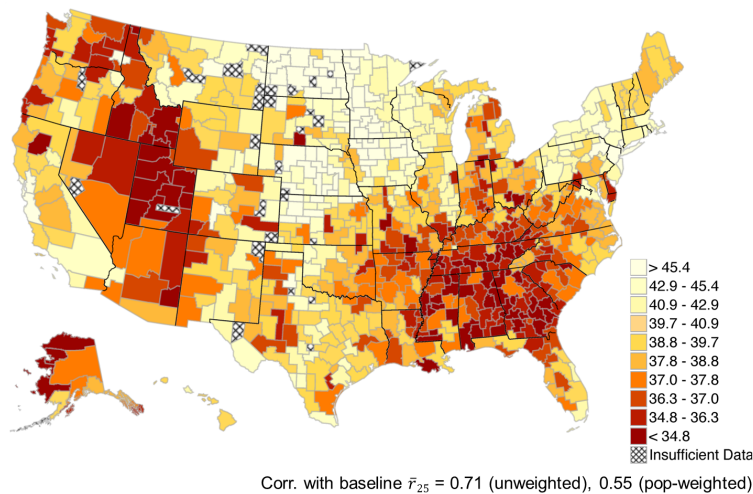 > 45.4
42.9 - 45.4
40.9 - 42.9
39.7 - 40.9
38.8 - 39.7
37.8 - 38.8
37.0 - 37.8
36.3 - 37.0
34.8 - 36.3
< 34.8
Insufficient Data
Corr. with baseline r̄₂₅ = 0.71 (unweighted), 0.55 (pop-weighted)